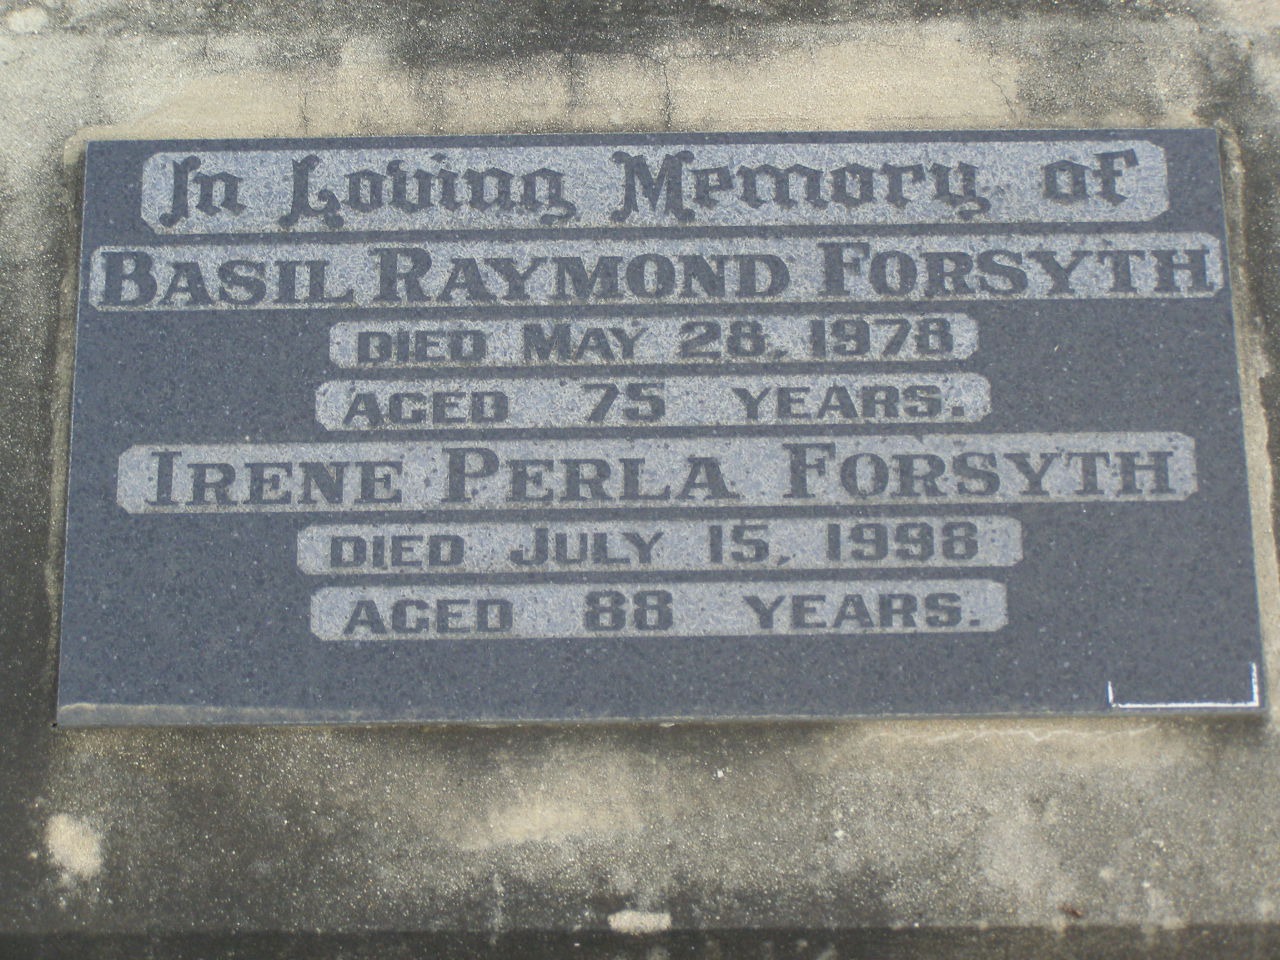 In Loving Memory of
BASIL RAYMOND FORSYTH
DIED MAY 28, 1978
AGED 75 YEARS.
IRENE PERLA FORSYTH
DIED JULY 15, 1998
AGED 88 YEARS.